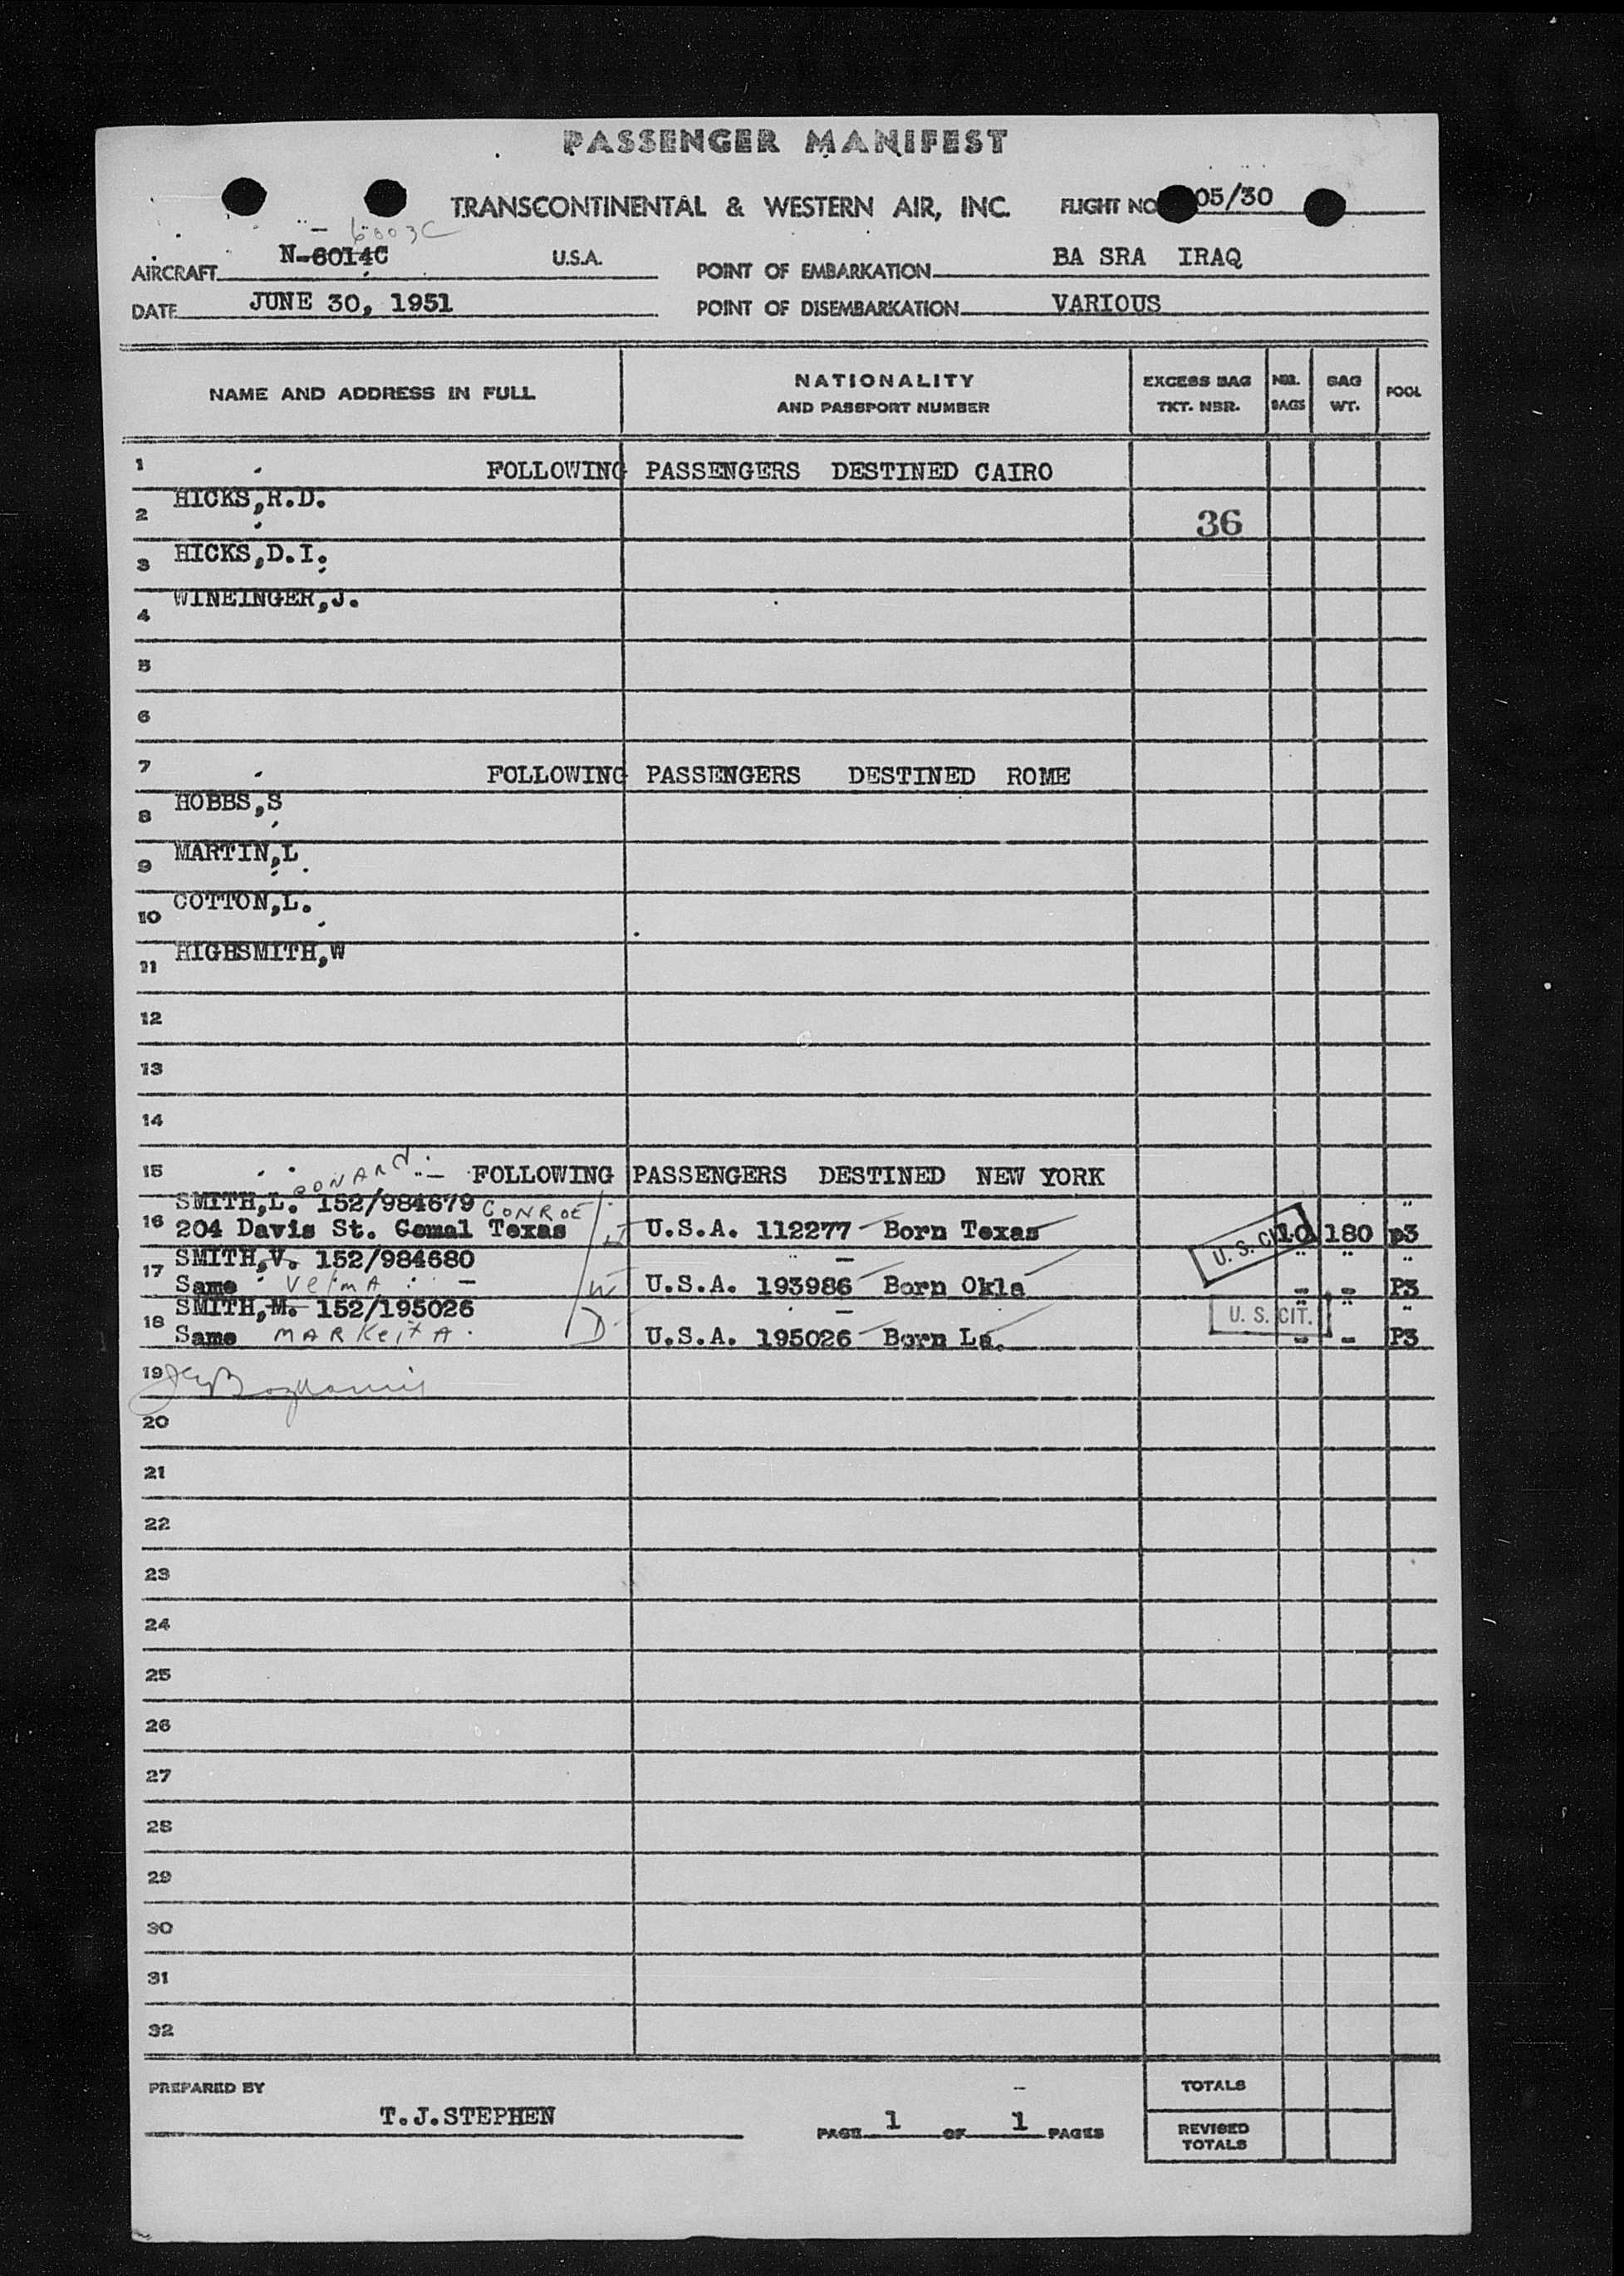 PASSENGER MANIFEST
TRANSCONTINENTAL & WESTERN AIR, INC. FLIGHT NO 05/30
6003C
AIRCRAFT N-6014C U.S.A. POINT OF EMBARKATION BA SRA IRAQ
DATE JUNE 30, 1951 POINT OF DISEMBARKATION VARIOUS
NAME AND ADDRESS IN FULL NATIONALITY AND PASSPORT NUMBER EXCESS BAG TKT. NBR. NBR. BAGS BAG WT. POOL
1 FOLLOWING PASSENGERS DESTINED CAIRO
2 HICKS,R.D. 36
3 HICKS,D.I.
4 WINEINGER,J.
5
6
7 FOLLOWING PASSENGERS DESTINED ROME
8 HOBBS,S
9 MARTIN,L
10 COTTON,L.
11 HIGHSMITH,W
12
13
14
15 FOLLOWING PASSENGERS DESTINED NEW YORK
SMITH,L. 152/984679 CONROE
16 204 Davis St. Gomal Texas U.S.A. 112277 Born Texas U.S. CIT. 10 180 p3
SMITH,V. 152/984680
17 Same Velma W U.S.A. 193986 Born Okla - - P3
SMITH,M. 152/195026 U. S. CIT.
18 Same MARKeitA D U.S.A. 195026 Born La. - - P3
19
20
21
22
23
24
25
26
27
28
29
30
31
32
PREPARED BY T.J.STEPHEN PAGE 1 OF 1 PAGES
TOTALS
REVISED TOTALS